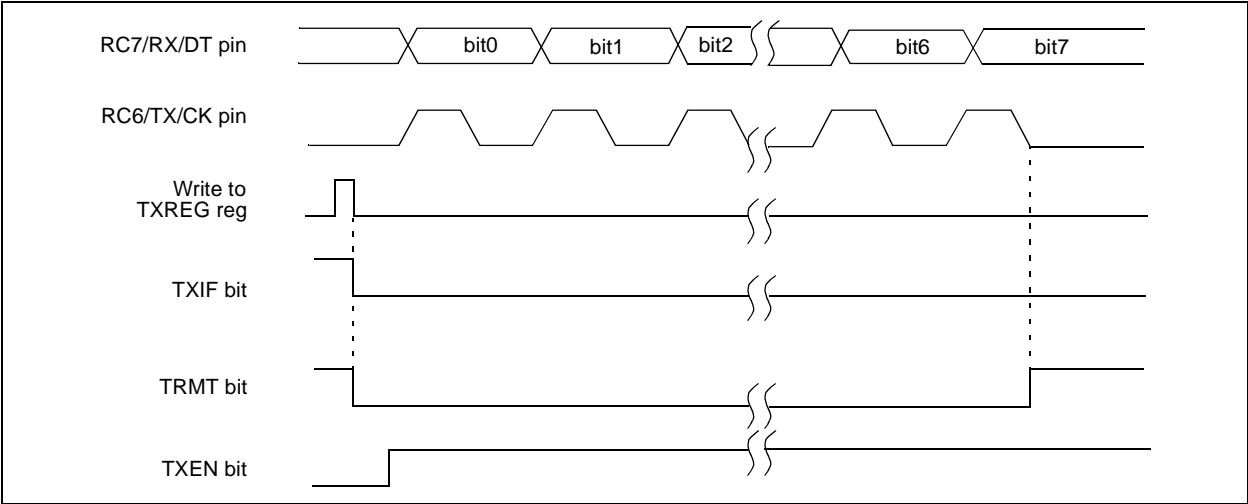 RC7/RX/DT pin
bit0
bit1
bit2
bit6
bit7
RC6/TX/CK pin
Write to
TXREG reg
TXIF bit
TRMT bit
TXEN bit